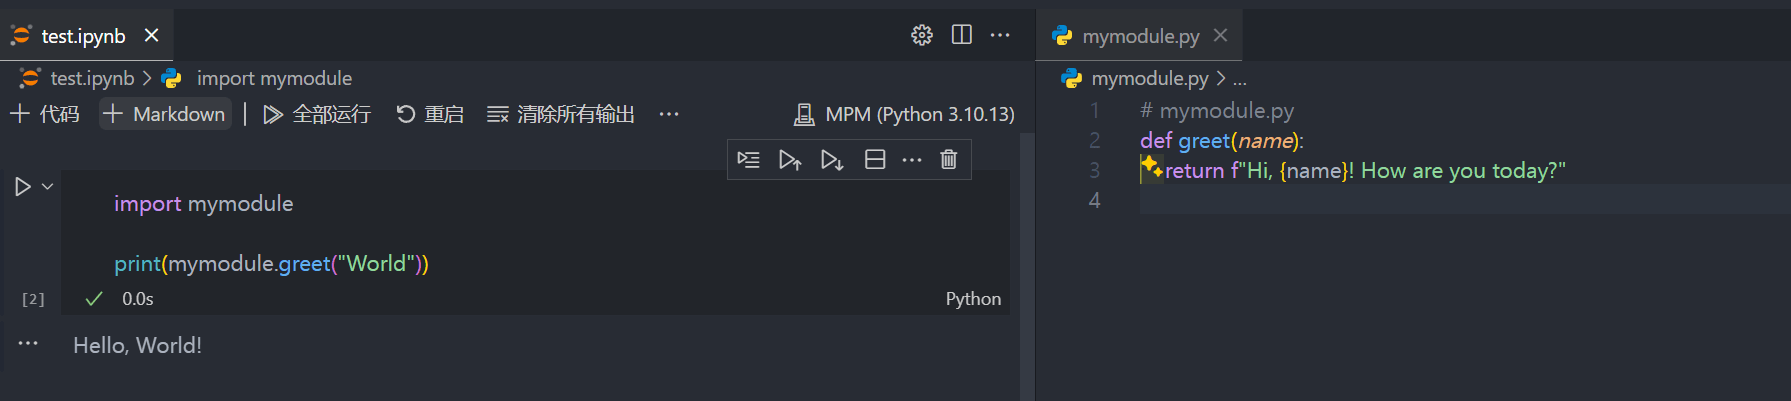 test.ipynb
test.ipynb > import mymodule
+ 代码 + Markdown | 全部运行 重启 清除所有输出 ... MPM (Python 3.10.13)
import mymodule
print(mymodule.greet("World"))
[2] 0.0s Python
Hello, World!
mymodule.py
mymodule.py > ...
1 # mymodule.py
2 def greet(name):
3 return f"Hi, {name}! How are you today?"
4